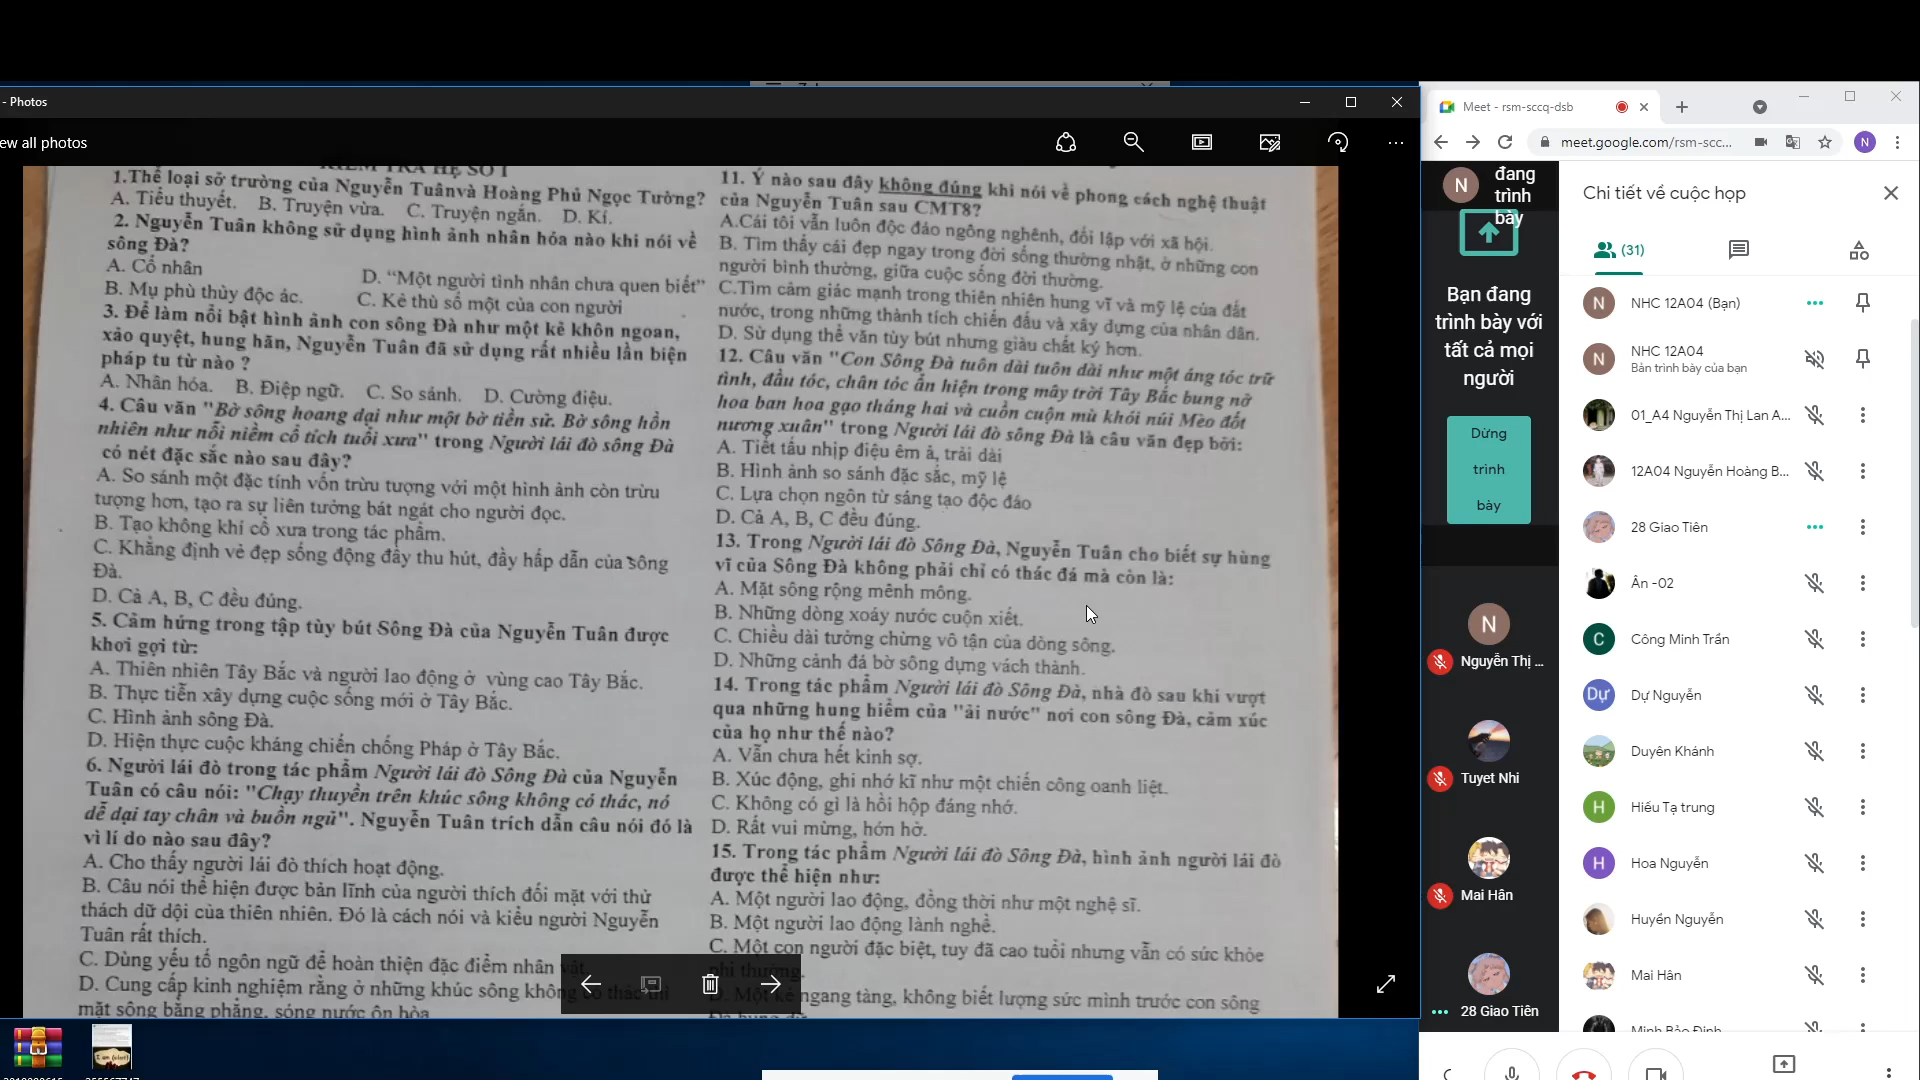 - Photos
ew all photos
KIỂM TRA HỆ SỐ 1
1.Thể loại sở trường của Nguyễn Tuânvà Hoàng Phủ Ngọc Tường?
A. Tiểu thuyết. B. Truyện vừa. C. Truyện ngắn. D. Kí.
2. Nguyễn Tuân không sử dụng hình ảnh nhân hóa nào khi nói về
sông Đà?
A. Cố nhân
D. “Một người tình nhân chưa quen biết”
B. Mụ phù thủy độc ác.
C. Kẻ thù số một của con người
3. Để làm nổi bật hình ảnh con sông Đà như một kẻ khôn ngoan,
xảo quyệt, hung hãn, Nguyễn Tuân đã sử dụng rất nhiều lần biện
pháp tu từ nào ?
A. Nhân hóa. B. Điệp ngữ. C. So sánh. D. Cường điệu.
4. Câu văn "Bờ sông hoang dại như một bờ tiền sử. Bờ sông hồn
nhiên như nỗi niềm cổ tích tuổi xưa" trong Người lái đò sông Đà
có nét đặc sắc nào sau đây?
A. So sánh một đặc tính vốn trừu tượng với một hình ảnh còn trừu
tượng hơn, tạo ra sự liên tưởng bát ngát cho người đọc.
B. Tạo không khí cổ xưa trong tác phẩm.
C. Khẳng định vẻ đẹp sống động đầy thu hút, đầy hấp dẫn của sông
Đà.
D. Cả A, B, C đều đúng.
5. Cảm hứng trong tập tùy bút Sông Đà của Nguyễn Tuân được
khơi gợi từ:
A. Thiên nhiên Tây Bắc và người lao động ở vùng cao Tây Bắc.
B. Thực tiễn xây dựng cuộc sống mới ở Tây Bắc.
C. Hình ảnh sông Đà.
D. Hiện thực cuộc kháng chiến chống Pháp ở Tây Bắc.
6. Người lái đò trong tác phẩm Người lái đò Sông Đà của Nguyễn
Tuân có câu nói: "Chạy thuyền trên khúc sông không có thác, nó
dễ dại tay chân và buồn ngủ". Nguyễn Tuân trích dẫn câu nói đó là
vì lí do nào sau đây?
A. Cho thấy người lái đò thích hoạt động.
B. Câu nói thể hiện được bản lĩnh của người thích đối mặt với thử
thách dữ dội của thiên nhiên. Đó là cách nói và kiểu người Nguyễn
Tuân rất thích.
C. Dùng yếu tố ngôn ngữ để hoàn thiện đặc điểm nhân vật.
D. Cung cấp kinh nghiệm rằng ở những khúc sông không có thác thì
mặt sông bằng phẳng, sóng nước ôn hòa
11. Ý nào sau đây không đúng khi nói về phong cách nghệ thuật
của Nguyễn Tuân sau CMT8?
A.Cái tôi vẫn luôn độc đáo ngông nghênh, đối lập với xã hội.
B. Tìm thấy cái đẹp ngay trong đời sống thường nhật, ở những con
người bình thường, giữa cuộc sống đời thường.
C.Tìm cảm giác mạnh trong thiên nhiên hung vĩ và mỹ lệ của đất
nước, trong những thành tích chiến đấu và xây dựng của nhân dân.
D. Sử dụng thể văn tùy bút nhưng giàu chất ký hơn.
12. Câu văn "Con Sông Đà tuôn dài tuôn dài như một áng tóc trữ
tình, đầu tóc, chân tóc ẩn hiện trong mây trời Tây Bắc bung nở
hoa ban hoa gạo tháng hai và cuồn cuộn mù khói núi Mèo đốt
nương xuân" trong Người lái đò sông Đà là câu văn đẹp bởi:
A. Tiết tấu nhịp điệu êm ả, trải dài
B. Hình ảnh so sánh đặc sắc, mỹ lệ
C. Lựa chọn ngôn từ sáng tạo độc đáo
D. Cả A, B, C đều đúng.
13. Trong Người lái đò Sông Đà, Nguyễn Tuân cho biết sự hùng
vĩ của Sông Đà không phải chỉ có thác đá mà còn là:
A. Mặt sông rộng mênh mông.
B. Những dòng xoáy nước cuộn xiết.
C. Chiều dài tưởng chừng vô tận của dòng sông.
D. Những cảnh đá bờ sông dựng vách thành.
14. Trong tác phẩm Người lái đò Sông Đà, nhà đò sau khi vượt
qua những hung hiểm của "ải nước" nơi con sông Đà, cảm xúc
của họ như thế nào?
A. Vẫn chưa hết kinh sợ.
B. Xúc động, ghi nhớ kĩ như một chiến công oanh liệt.
C. Không có gì là hồi hộp đáng nhớ.
D. Rất vui mừng, hớn hở.
15. Trong tác phẩm Người lái đò Sông Đà, hình ảnh người lái đò
được thể hiện như:
A. Một người lao động, đồng thời như một nghệ sĩ.
B. Một người lao động lành nghề.
C. Một con người đặc biệt, tuy đã cao tuổi nhưng vẫn có sức khỏe
phi thường.
D. Một kẻ ngang tàng, không biết lượng sức mình trước con sông
Meet - rsm-sccq-dsb
meet.google.com/rsm-scc...
N
N
đang
trình
bày
Bạn đang
trình bày với
tất cả mọi
người
Dừng
trình
bày
N
Nguyễn Thị ...
Tuyet Nhi
Mai Hân
28 Giao Tiên
Chi tiết về cuộc họp
(31)
N
NHC 12A04 (Bạn)
N
NHC 12A04
Bản trình bày của bạn
01_A4 Nguyễn Thị Lan A...
12A04 Nguyễn Hoàng B...
28 Giao Tiên
Ân -02
C
Công Minh Trần
Dự
Dự Nguyễn
Duyên Khánh
H
Hiếu Tạ trung
H
Hoa Nguyễn
Huyền Nguyễn
Mai Hân
Minh Bảo Định